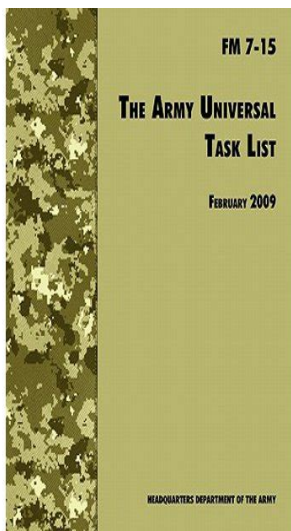 FM 7-15
THE ARMY UNIVERSAL
TASK LIST
FEBRUARY 2009
HEADQUARTERS DEPARTMENT OF THE ARMY